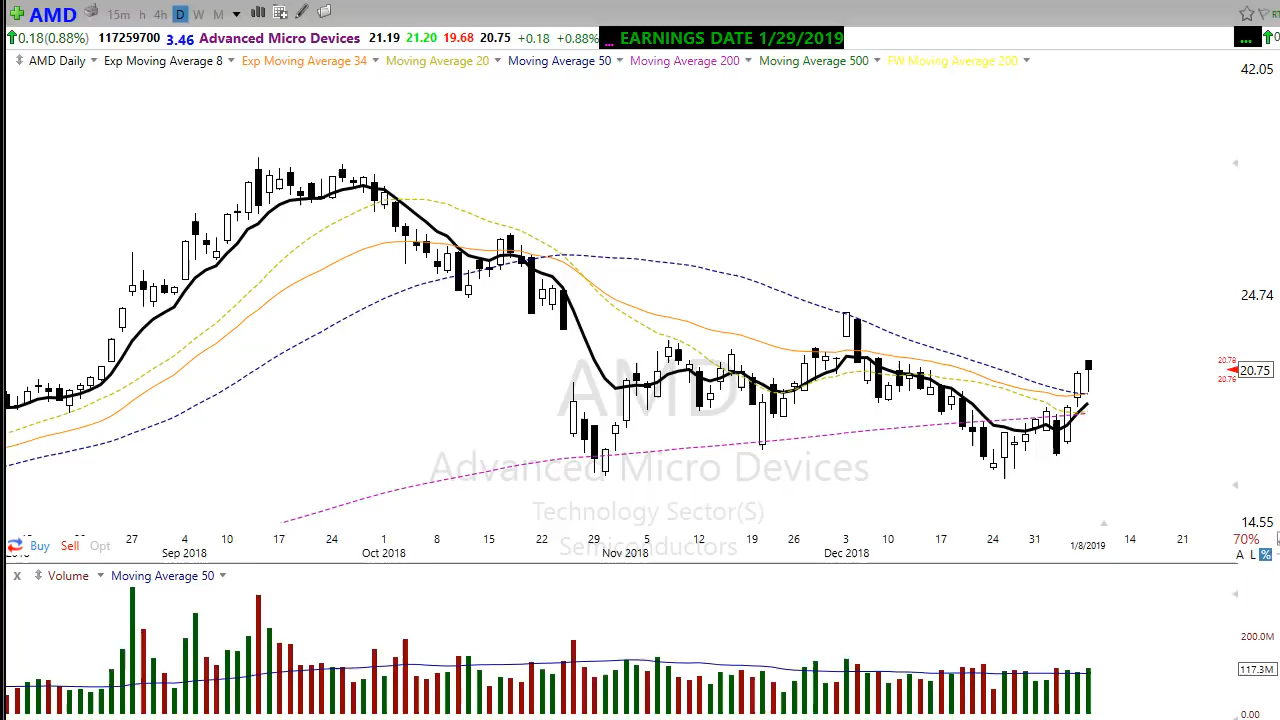 AMD 15m h 4h D W M
0.18(0.88%) 117259700 3.46 Advanced Micro Devices 21.19 21.20 19.68 20.75 +0.18 +0.88% ... EARNINGS DATE 1/29/2019 ...
AMD Daily Exp Moving Average 8 Exp Moving Average 34 Moving Average 20 Moving Average 50 Moving Average 200 Moving Average 500 FW Moving Average 200
42.05
24.74
20.78
20.75
20.76
AMD
Advanced Micro Devices
Technology Sector(S)
Semiconductors
14.55
27 4 10 17 24 1 8 15 22 29 5 12 19 26 3 10 17 24 31 14 21
Buy Sell Opt
Sep 2018 Oct 2018 Nov 2018 Dec 2018 1/8/2019
70%
A L %
X Volume Moving Average 50
200.0M
117.3M
0.00